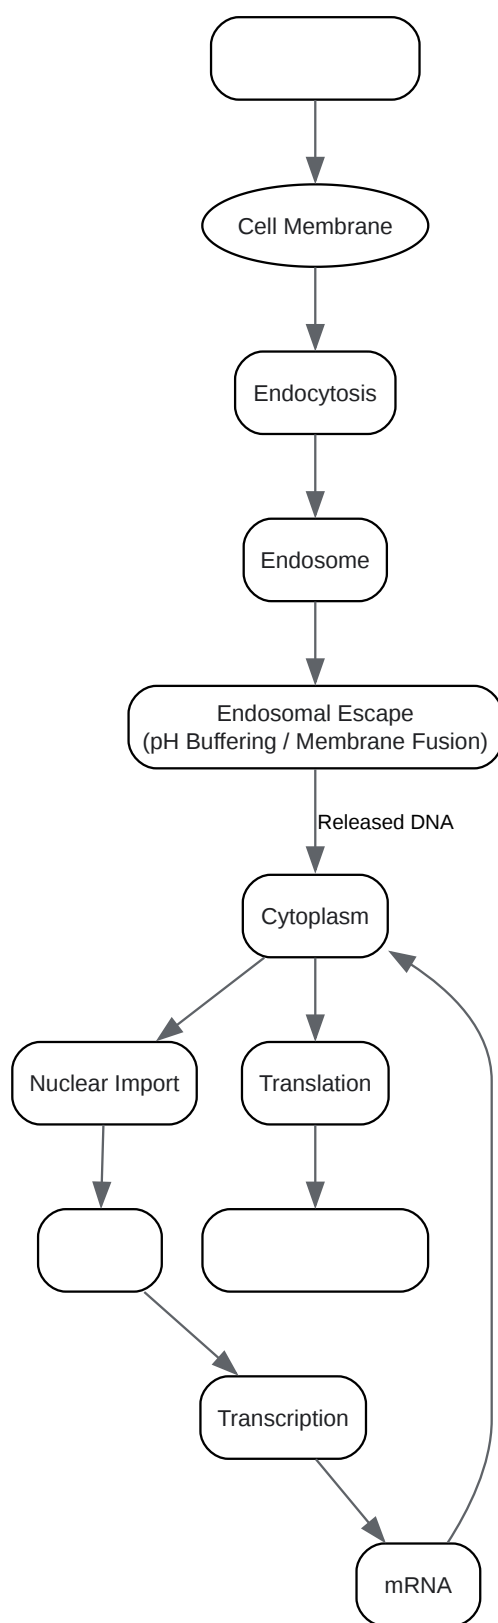 Cell Membrane
Endocytosis
Endosome
Endosomal Escape
(pH Buffering / Membrane Fusion)
Released DNA
Cytoplasm
Nuclear Import
Translation
Transcription
mRNA